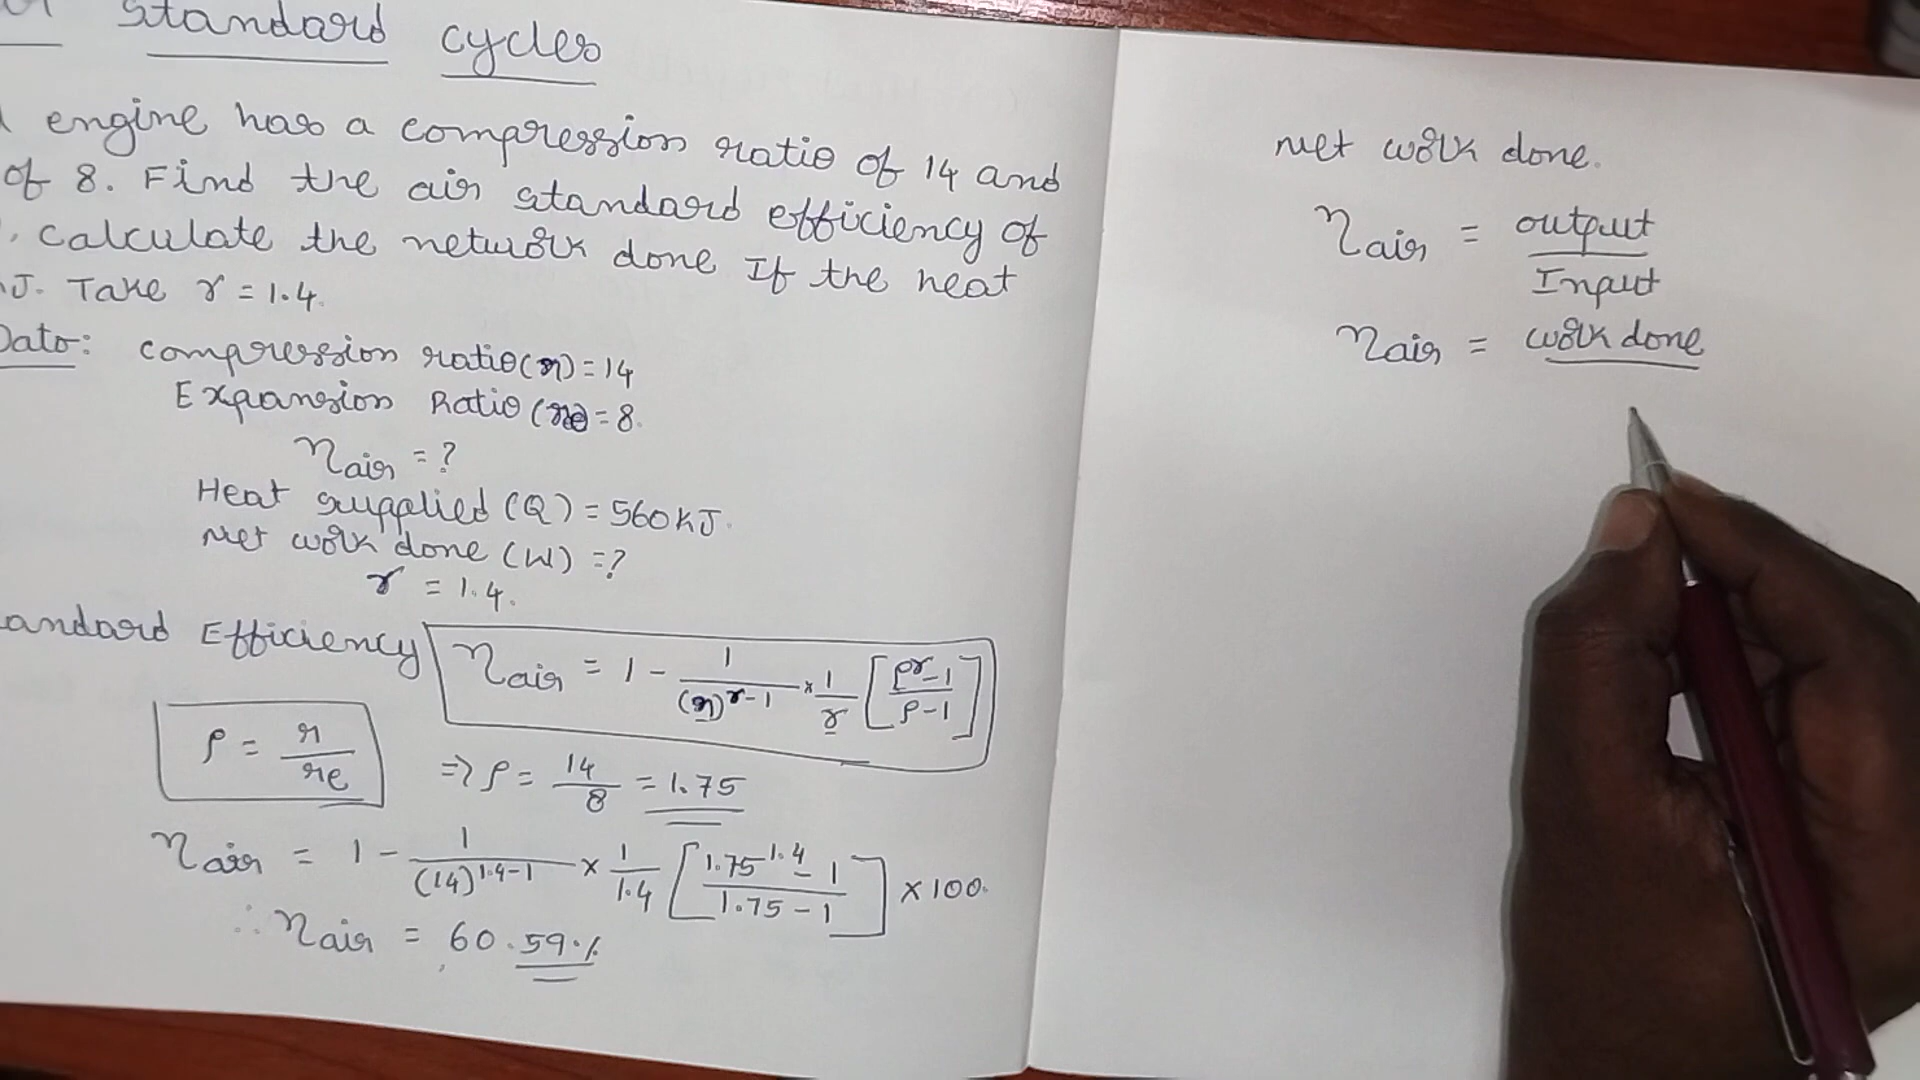 standard cycles
engine has a compression ratio of 14 and
of 8. Find the air standard efficiency of
, calculate the network done If the heat
J. Take γ = 1.4.
Data: compression ratio(r) = 14
Expansion Ratio (re) = 8.
ηair = ?
Heat supplied (Q) = 560kJ.
net work done (W) = ?
γ = 1.4.
andard Efficiency ηair = 1 - 1/(r)^γ-1 × 1/γ [ρ^γ-1/ρ-1]
ρ = r/re ⇒ ρ = 14/8 = 1.75
ηair = 1 - 1/(14)^1.4-1 × 1/1.4 [1.75^1.4 - 1/1.75 - 1] × 100.
∴ ηair = 60.59%
net work done.
ηair = output/Input
ηair = work done